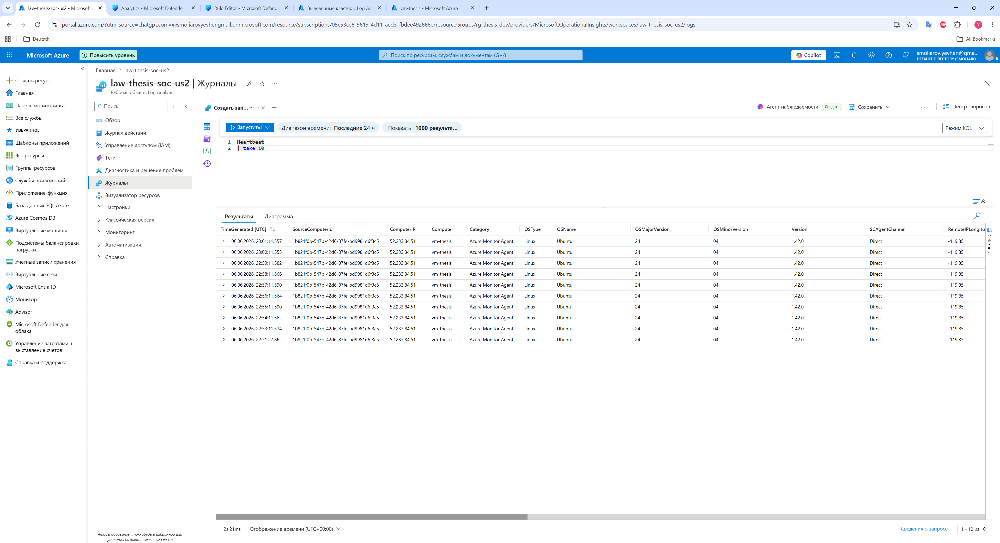 law-thesis-soc-us2 - Microsoft A
Analytics - Microsoft Defender
Rule Editor - Microsoft Defende
Выделенные кластеры Log An
vm-thesis - Microsoft Azure
portal.azure.com/?utm_source=chatgpt.com#@smoliarovyevhengmail.onmicrosoft.com/resource/subscriptions/05c53ce8-9619-4d11-aed3-fbdee492668e/resourceGroups/rg-thesis-dev/providers/Microsoft.OperationalInsights/workspaces/law-thesis-soc-us2/logs
ABP
Y
Deutsch
All Bookmarks
Microsoft Azure
Повысить уровень
Поиск по ресурсам, службам и документам (G+/)
Copilot
smoliarov.yevhen@gma...
DEFAULT DIRECTORY (SMOLIARO...
Создать ресурс
Главная
Панель мониторинга
Все службы
ИЗБРАННОЕ
Шаблоны приложений
Все ресурсы
Группы ресурсов
Службы приложений
Приложение-функция
База данных SQL Azure
Azure Cosmos DB
Виртуальные машины
Подсистемы балансировки
нагрузки
Учетные записи хранения
Виртуальные сети
Microsoft Entra ID
Монитор
Advisor
Microsoft Defender для
облака
Управление затратами +
выставление счетов
Справка и поддержка
Главная > law-thesis-soc-us2
law-thesis-soc-us2 | Журналы
Рабочая область Log Analytics
Поиск
Обзор
Журнал действий
Управление доступом (IAM)
Теги
Диагностика и решение проблем
Журналы
Визуализатор ресурсов
Настройки
Классическая версия
Мониторинг
Автоматизация
Справка
Чтобы добавить что-нибудь в избранное или
удалить, нажмите Ctrl+Shift+F
Создать зап... *
Агент наблюдаемости Создать
Сохранить
Центр запросов
Запустить
Диапазон времени: Последние 24 ч
Показать : 1000 результа...
Режим KQL
1 Heartbeat
2 | take 10
Результаты Диаграмма
TimeGenerated [UTC] SourceComputerId ComputerIP Computer Category OSType OSName OSMajorVersion OSMinorVersion Version SCAgentChannel RemoteIPLongitu
06.06.2026, 23:01:11.557 1b821f0b-547b-42d6-87fe-bd9981d6f3c5 52.233.84.51 vm-thesis Azure Monitor Agent Linux Ubuntu 24 04 1.42.0 Direct -119.85
06.06.2026, 23:00:11.555 1b821f0b-547b-42d6-87fe-bd9981d6f3c5 52.233.84.51 vm-thesis Azure Monitor Agent Linux Ubuntu 24 04 1.42.0 Direct -119.85
06.06.2026, 22:59:11.582 1b821f0b-547b-42d6-87fe-bd9981d6f3c5 52.233.84.51 vm-thesis Azure Monitor Agent Linux Ubuntu 24 04 1.42.0 Direct -119.85
06.06.2026, 22:58:11.566 1b821f0b-547b-42d6-87fe-bd9981d6f3c5 52.233.84.51 vm-thesis Azure Monitor Agent Linux Ubuntu 24 04 1.42.0 Direct -119.85
06.06.2026, 22:57:11.590 1b821f0b-547b-42d6-87fe-bd9981d6f3c5 52.233.84.51 vm-thesis Azure Monitor Agent Linux Ubuntu 24 04 1.42.0 Direct -119.85
06.06.2026, 22:56:11.564 1b821f0b-547b-42d6-87fe-bd9981d6f3c5 52.233.84.51 vm-thesis Azure Monitor Agent Linux Ubuntu 24 04 1.42.0 Direct -119.85
06.06.2026, 22:55:11.590 1b821f0b-547b-42d6-87fe-bd9981d6f3c5 52.233.84.51 vm-thesis Azure Monitor Agent Linux Ubuntu 24 04 1.42.0 Direct -119.85
06.06.2026, 22:54:11.562 1b821f0b-547b-42d6-87fe-bd9981d6f3c5 52.233.84.51 vm-thesis Azure Monitor Agent Linux Ubuntu 24 04 1.42.0 Direct -119.85
06.06.2026, 22:53:11.574 1b821f0b-547b-42d6-87fe-bd9981d6f3c5 52.233.84.51 vm-thesis Azure Monitor Agent Linux Ubuntu 24 04 1.42.0 Direct -119.85
06.06.2026, 22:51:27.862 1b821f0b-547b-42d6-87fe-bd9981d6f3c5 52.233.84.51 vm-thesis Azure Monitor Agent Linux Ubuntu 24 04 1.42.0 Direct -119.85
Columns
2s 21ms
Отображение времени (UTC+00:00)
Сведения о запросе
1 - 10 из 10